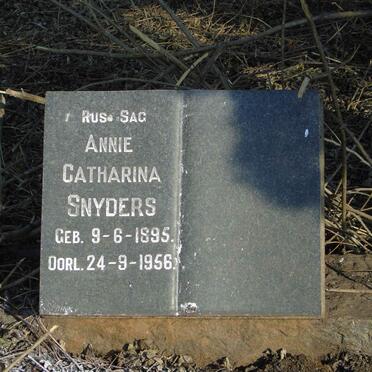 RUS SAG
ANNIE
CATHARINA
SNYDERS
GEB. 9-6-1895.
OORL. 24-9-1956.